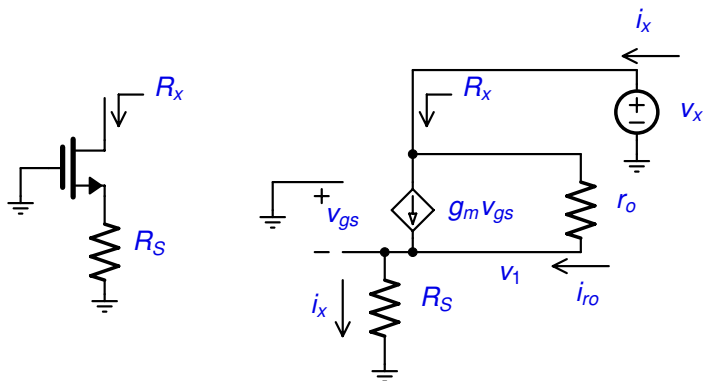 R_x
R_S
i_x
R_x
+
−
v_x
+
v_gs
−
g_m v_gs
r_o
v_1
i_ro
i_x
R_S